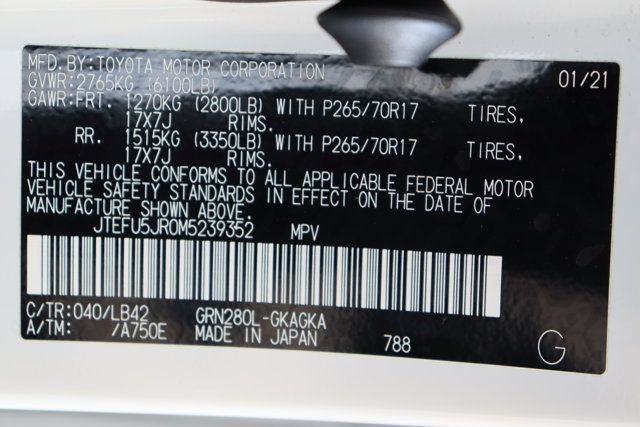 MFD. BY: TOYOTA MOTOR CORPORATION 01/21
GVWR: 2765KG (6100LB)
GAWR: FRT. 1270KG (2800LB) WITH P265/70R17 TIRES,
17X7J RIMS.
RR. 1515KG (3350LB) WITH P265/70R17 TIRES,
17X7J RIMS.
THIS VEHICLE CONFORMS TO ALL APPLICABLE FEDERAL MOTOR
VEHICLE SAFETY STANDARDS IN EFFECT ON THE DATE OF
MANUFACTURE SHOWN ABOVE.
JTEFU5JR0M5239352 MPV
C/TR: 040/LB42 GRN280L-GKAGKA
A/TM: /A750E MADE IN JAPAN 788 G